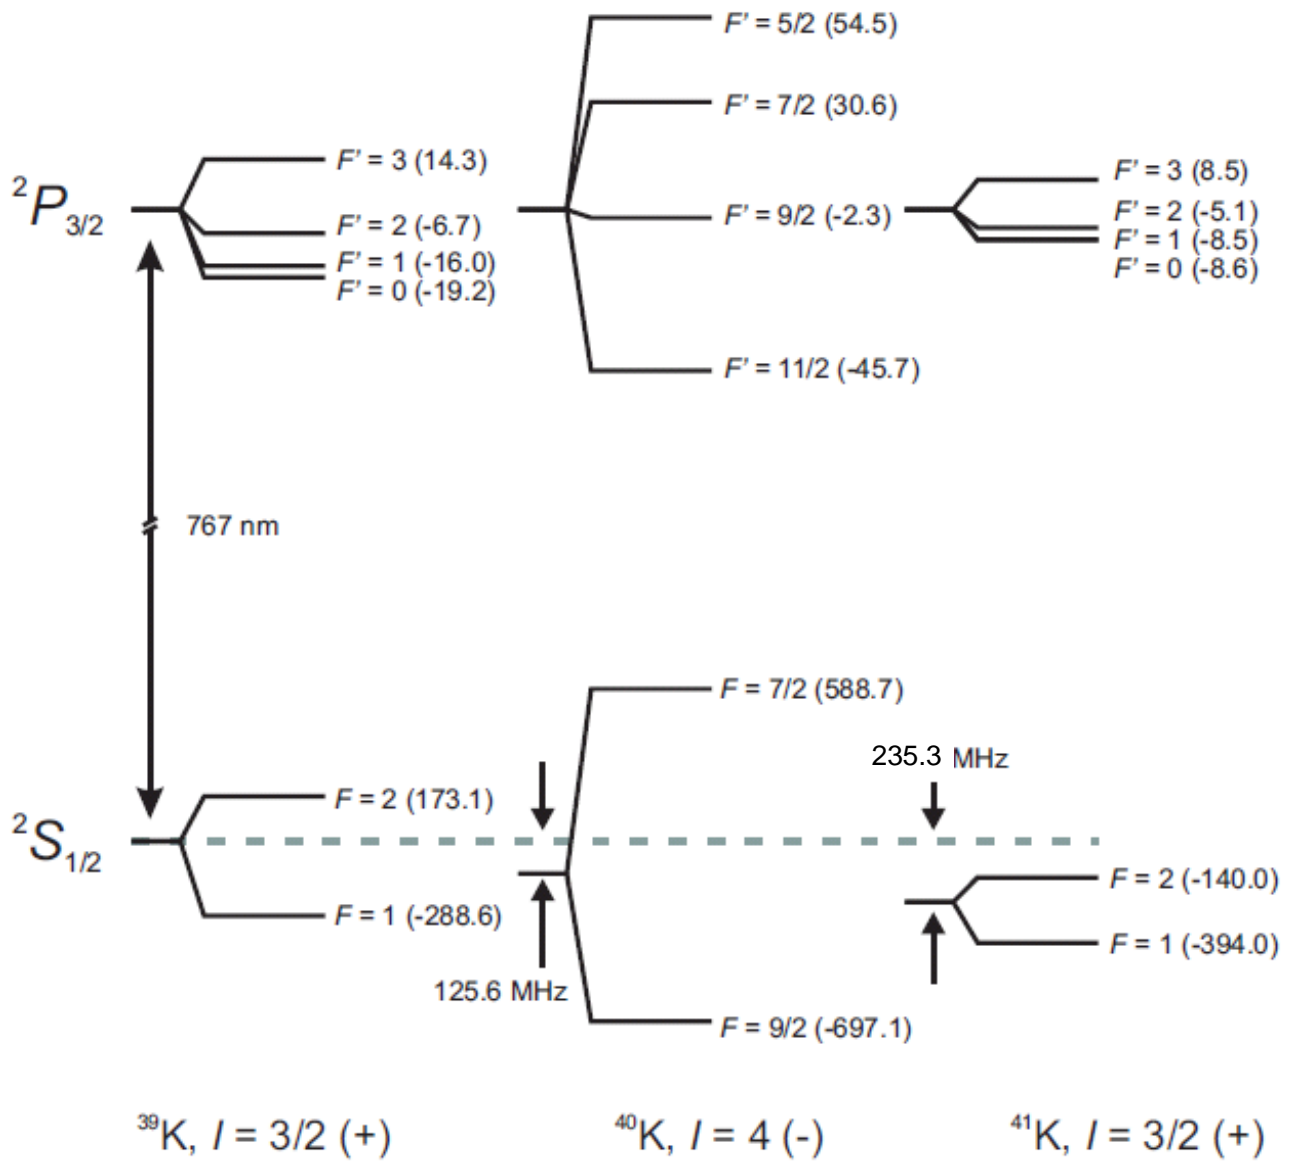 F' = 5/2 (54.5)
F' = 7/2 (30.6)
²P₃/₂
F' = 3 (14.3)
F' = 2 (-6.7)
F' = 1 (-16.0)
F' = 0 (-19.2)
F' = 9/2 (-2.3)
F' = 3 (8.5)
F' = 2 (-5.1)
F' = 1 (-8.5)
F' = 0 (-8.6)
F' = 11/2 (-45.7)
767 nm
F = 7/2 (588.7)
235.3 MHz
²S₁/₂
F = 2 (173.1)
F = 1 (-288.6)
F = 2 (-140.0)
F = 1 (-394.0)
125.6 MHz
F = 9/2 (-697.1)
³⁹K, I = 3/2 (+)
⁴⁰K, I = 4 (-)
⁴¹K, I = 3/2 (+)